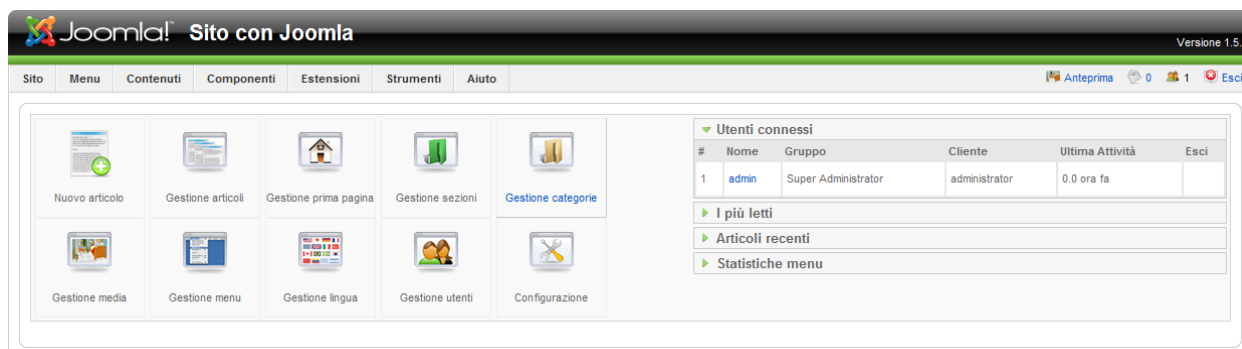 Joomla!™ Sito con Joomla
Versione 1.5.
Sito Menu Contenuti Componenti Estensioni Strumenti Aiuto
Anteprima 0 1 Esci
Nuovo articolo Gestione articoli Gestione prima pagina Gestione sezioni Gestione categorie
Gestione media Gestione menu Gestione lingua Gestione utenti Configurazione
Utenti connessi
# Nome Gruppo Cliente Ultima Attività Esci
1 admin Super Administrator administrator 0.0 ora fa
I più letti
Articoli recenti
Statistiche menu